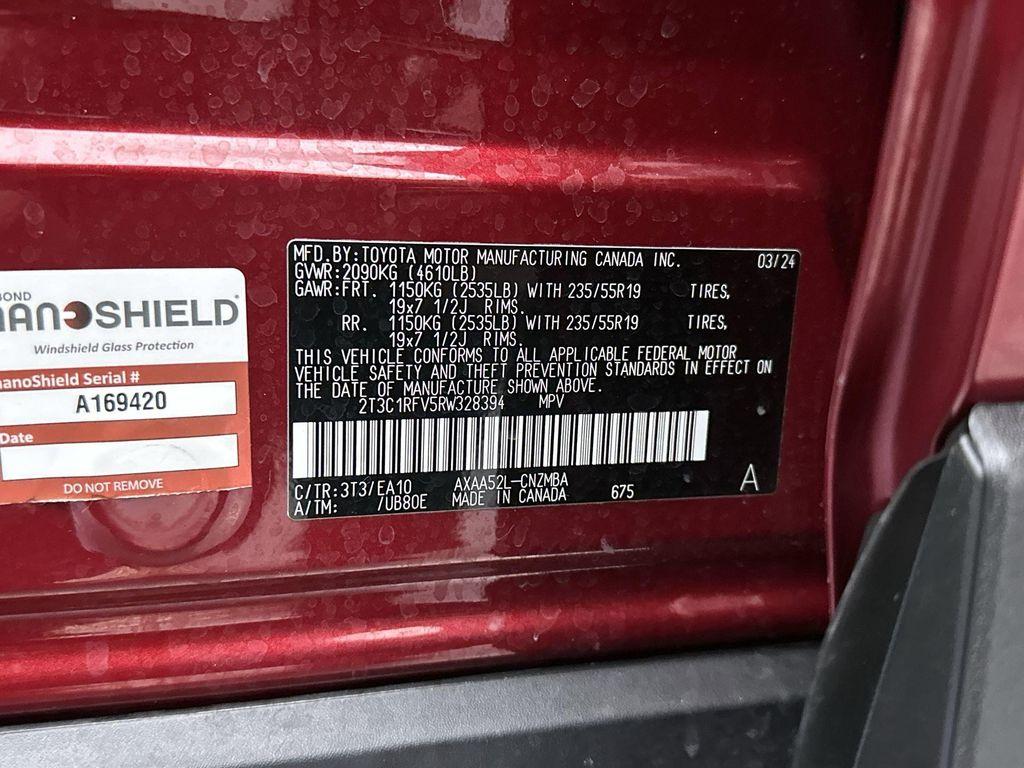 MFD.BY:TOYOTA MOTOR MANUFACTURING CANADA INC. 03/24
GVWR:2090KG (4610LB)
GAWR:FRT. 1150KG (2535LB) WITH 235/55R19 TIRES,
19x7 1/2J RIMS.
RR. 1150KG (2535LB) WITH 235/55R19 TIRES,
19x7 1/2J RIMS.
THIS VEHICLE CONFORMS TO ALL APPLICABLE FEDERAL MOTOR
VEHICLE SAFETY AND THEFT PREVENTION STANDARDS IN EFFECT ON
THE DATE OF MANUFACTURE SHOWN ABOVE.
2T3C1RFV5RW328394 MPV
C/TR:3T3/EA10 AXAA52L-CNZMBA
A/TM: /UB80E MADE IN CANADA 675 A
BOND
NANOSHIELD
Windshield Glass Protection
nanoShield Serial #
A169420
Date
DO NOT REMOVE